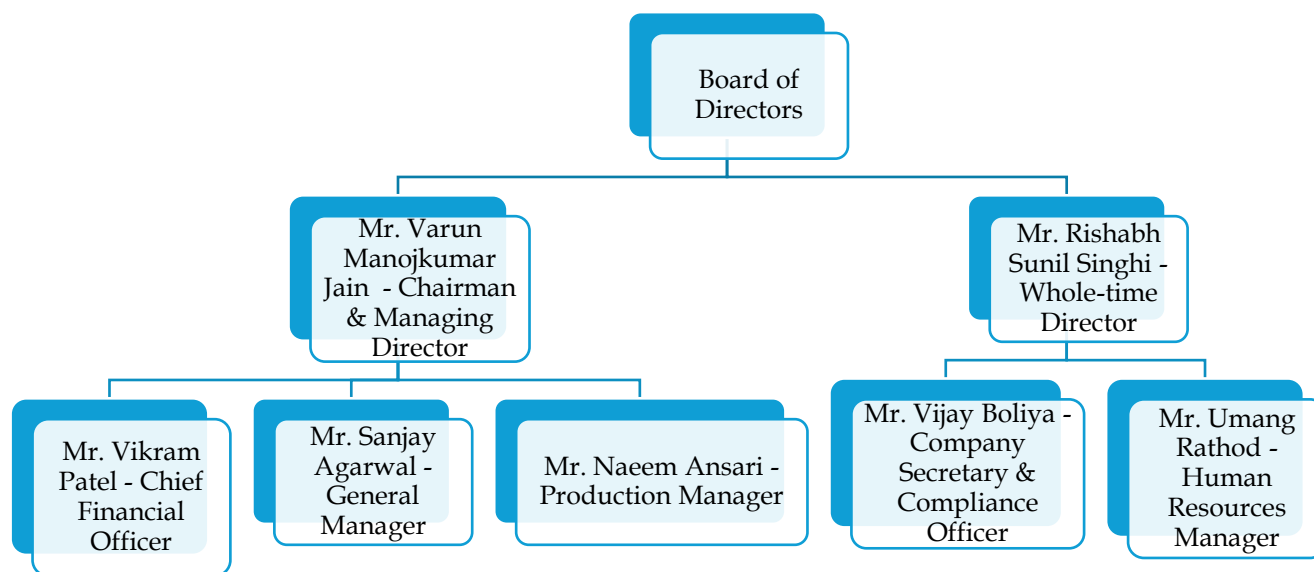 Board of
Directors
Mr. Varun
Manojkumar
Jain - Chairman
& Managing
Director
Mr. Rishabh
Sunil Singhi -
Whole-time
Director
Mr. Vikram
Patel - Chief
Financial
Officer
Mr. Sanjay
Agarwal -
General
Manager
Mr. Naeem Ansari -
Production Manager
Mr. Vijay Boliya -
Company
Secretary &
Compliance
Officer
Mr. Umang
Rathod -
Human
Resources
Manager